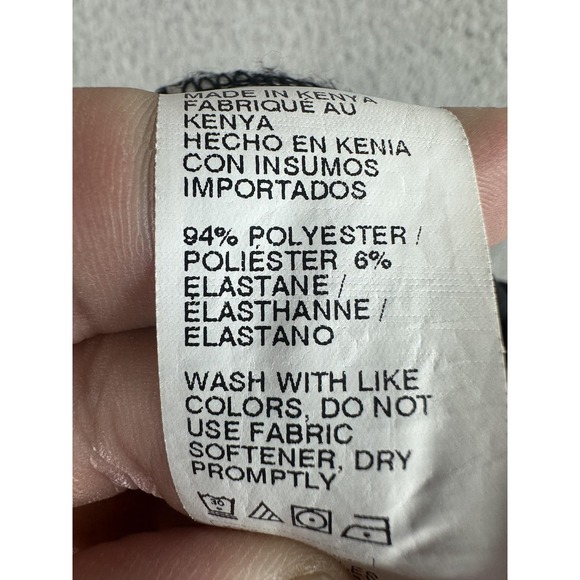 MADE IN KENYA
FABRIQUÉ AU
KENYA
HECHO EN KENIA
CON INSUMOS
IMPORTADOS
94% POLYESTER /
POLIÉSTER 6%
ELASTANE /
ÉLASTHANNE /
ELASTANO
WASH WITH LIKE
COLORS, DO NOT
USE FABRIC
SOFTENER, DRY
PROMPTLY
30